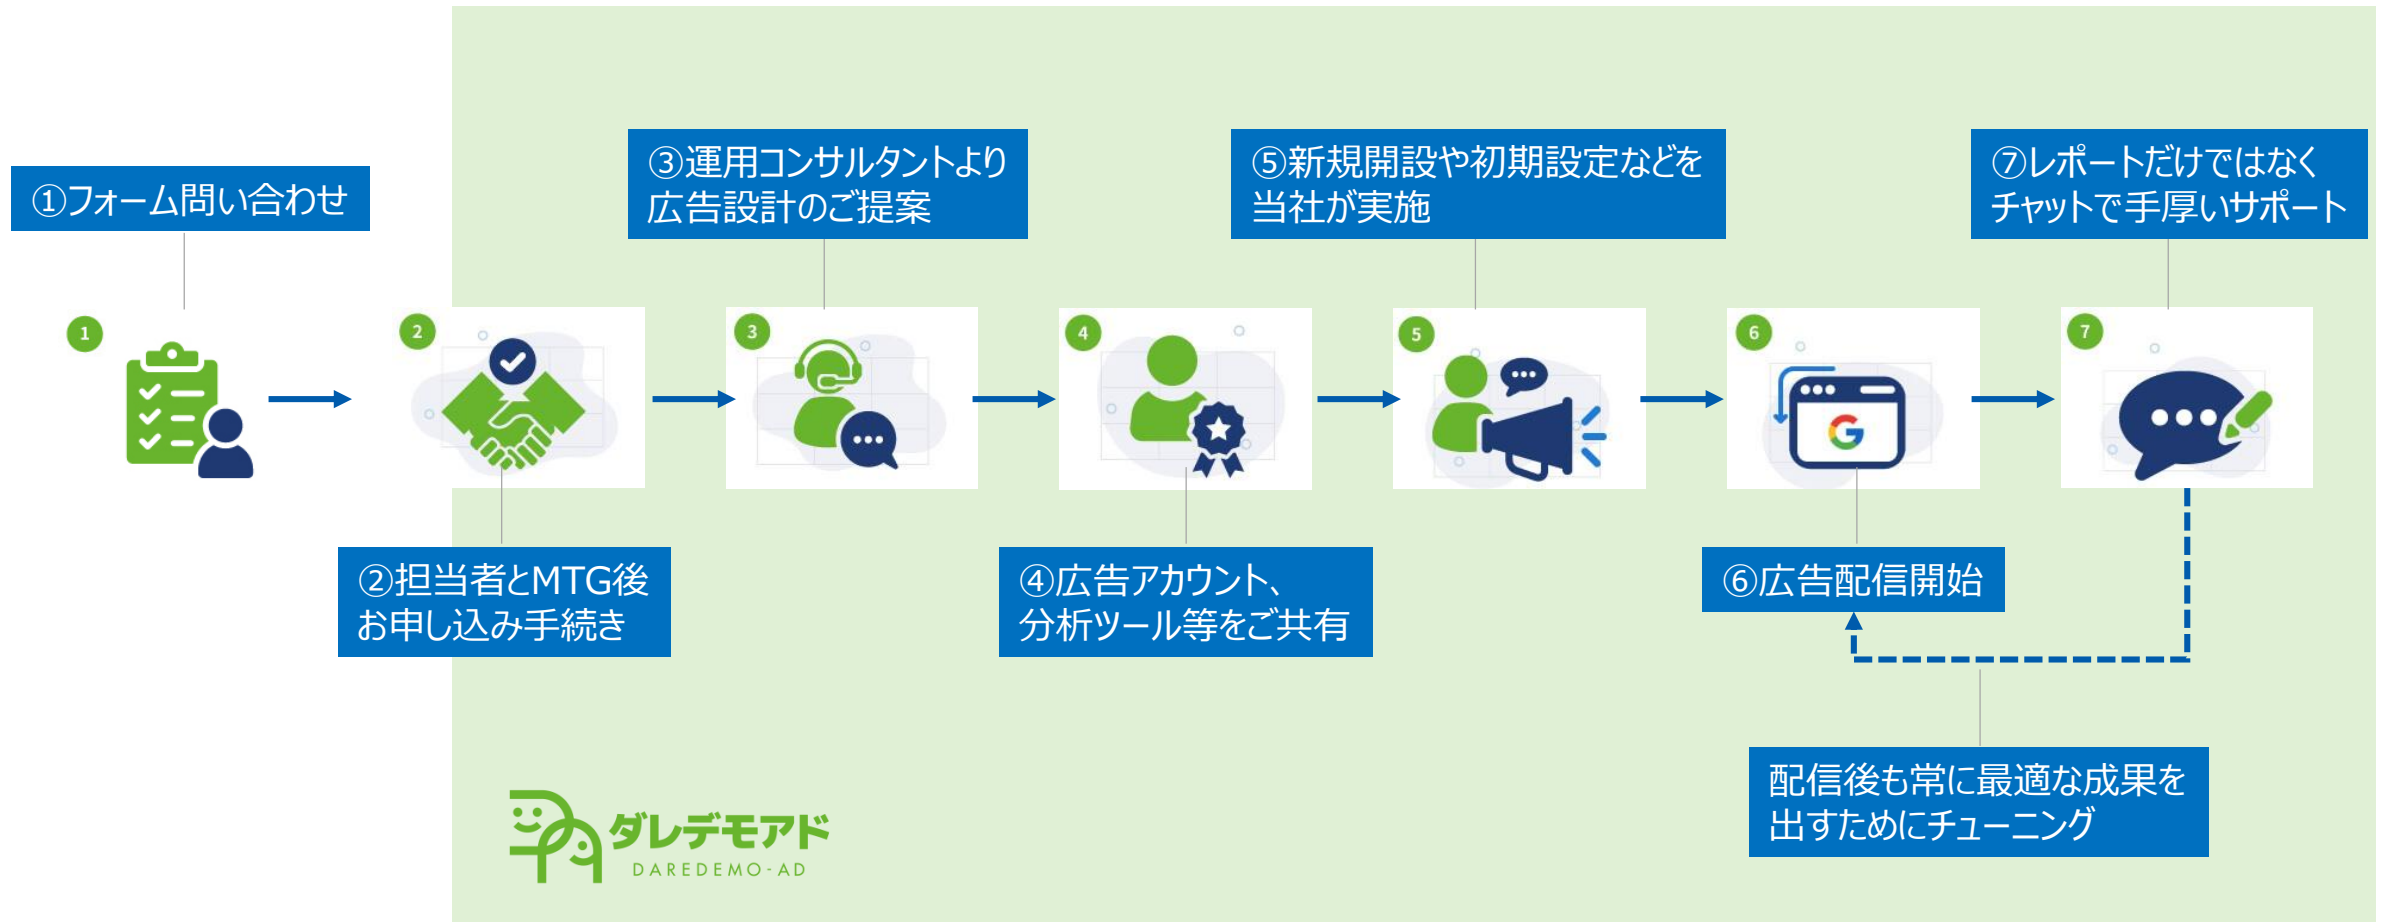 ①フォーム問い合わせ
1
2
②担当者とMTG後
お申し込み手続き
③運用コンサルタントより
広告設計のご提案
3
4
④広告アカウント、
分析ツール等をご共有
⑤新規開設や初期設定などを
当社が実施
5
6
G
⑥広告配信開始
⑦レポートだけではなく
チャットで手厚いサポート
7
配信後も常に最適な成果を
出すためにチューニング
ダレデモアド
DAREDEMO-AD